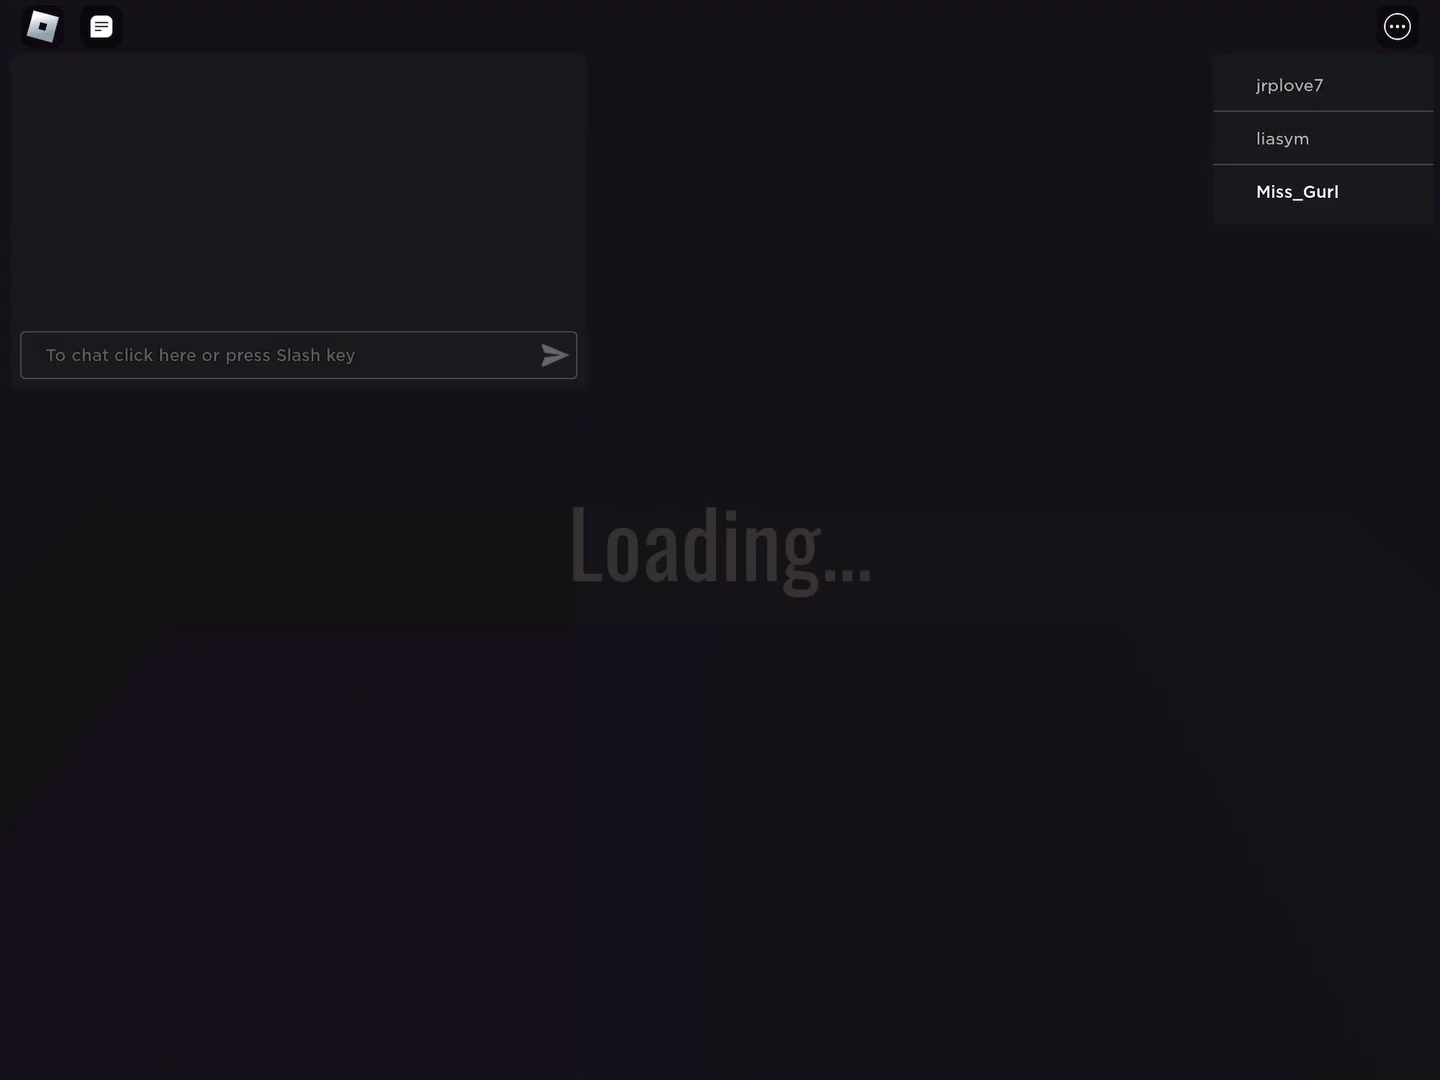 jrplove7
liasym
Miss_Gurl
To chat click here or press Slash key
Loading...